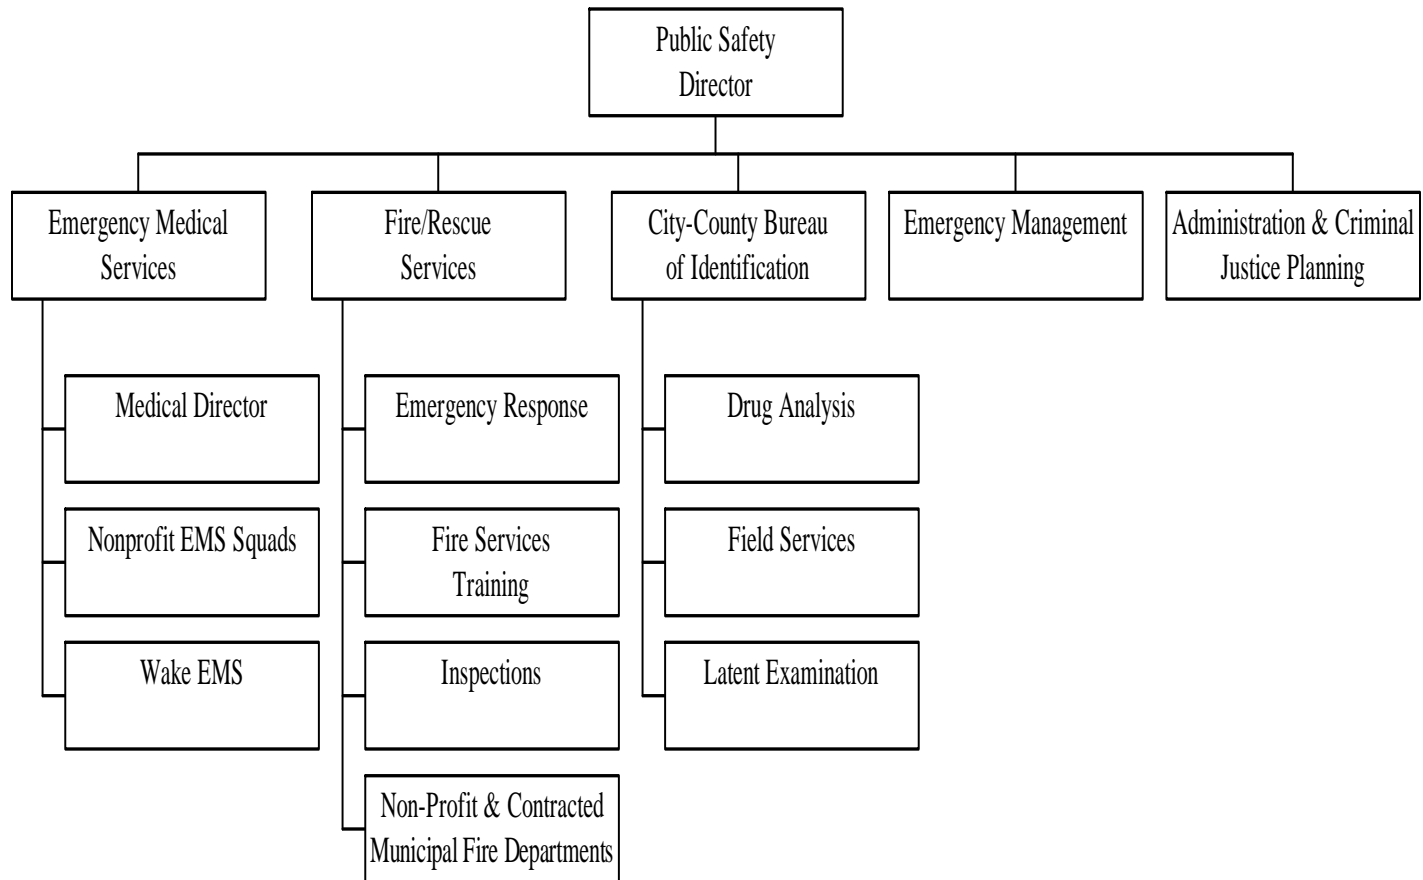 Public Safety
Director
Emergency Medical
Services
Fire/Rescue
Services
City-County Bureau
of Identification
Emergency Management
Administration & Criminal
Justice Planning
Medical Director
Nonprofit EMS Squads
Wake EMS
Emergency Response
Fire Services
Training
Inspections
Non-Profit & Contracted
Municipal Fire Departments
Drug Analysis
Field Services
Latent Examination